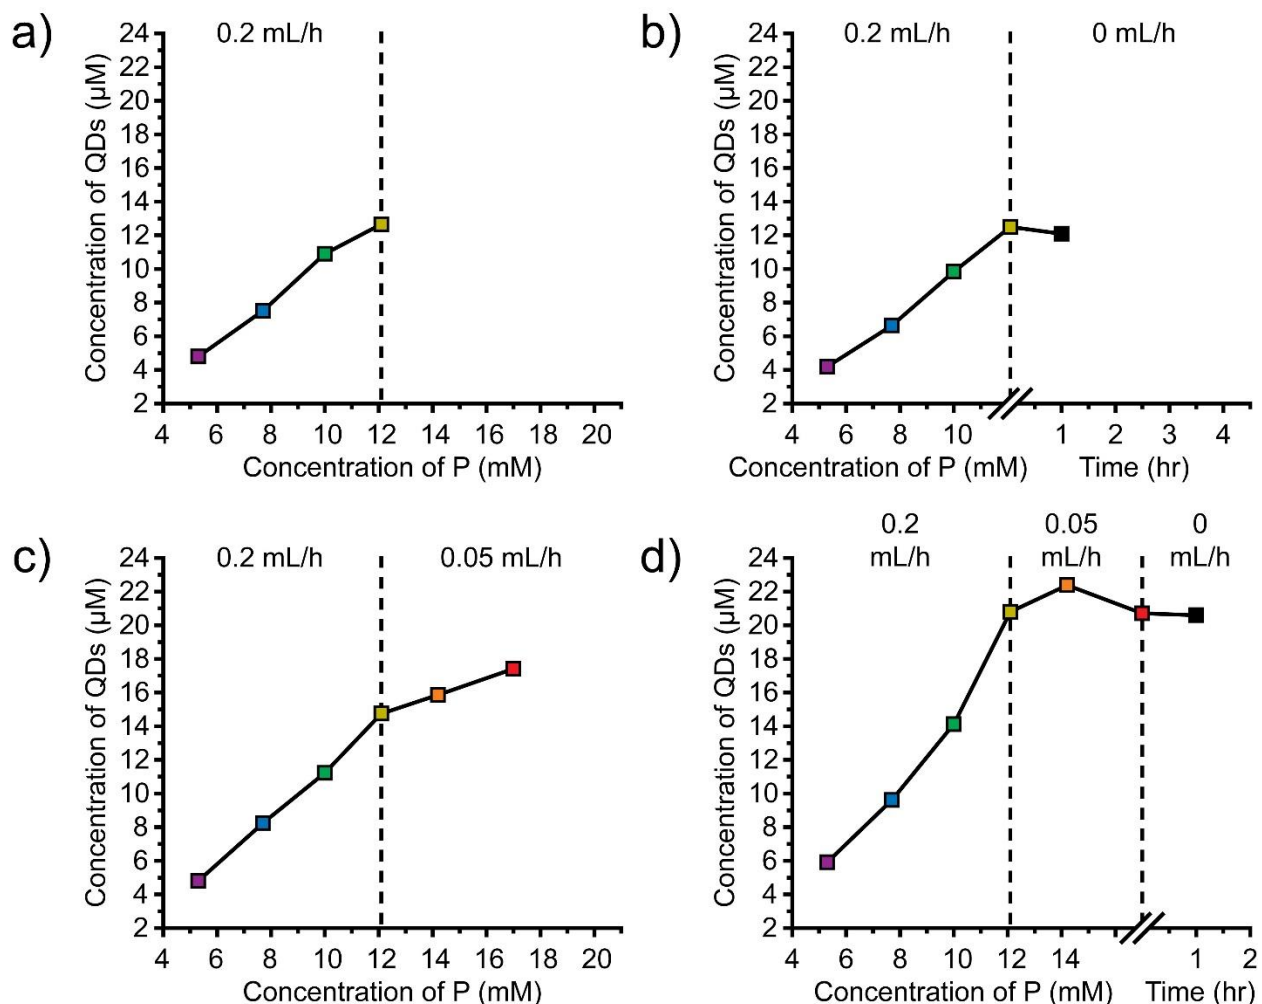 a)
0.2 mL/h
24
22
20
18
16
14
12
10
8
6
4
2
Concentration of QDs (µM)
4 6 8 10 12 14 16 18 20
Concentration of P (mM)
b)
0.2 mL/h 0 mL/h
24
22
20
18
16
14
12
10
8
6
4
2
Concentration of QDs (µM)
4 6 8 10 1 2 3 4
Concentration of P (mM) Time (hr)
c)
0.2 mL/h 0.05 mL/h
24
22
20
18
16
14
12
10
8
6
4
2
Concentration of QDs (µM)
4 6 8 10 12 14 16 18 20
Concentration of P (mM)
d)
0.2 0.05 0
mL/h mL/h mL/h
24
22
20
18
16
14
12
10
8
6
4
2
Concentration of QDs (µM)
4 6 8 10 12 14 1 2
Concentration of P (mM) Time (hr)